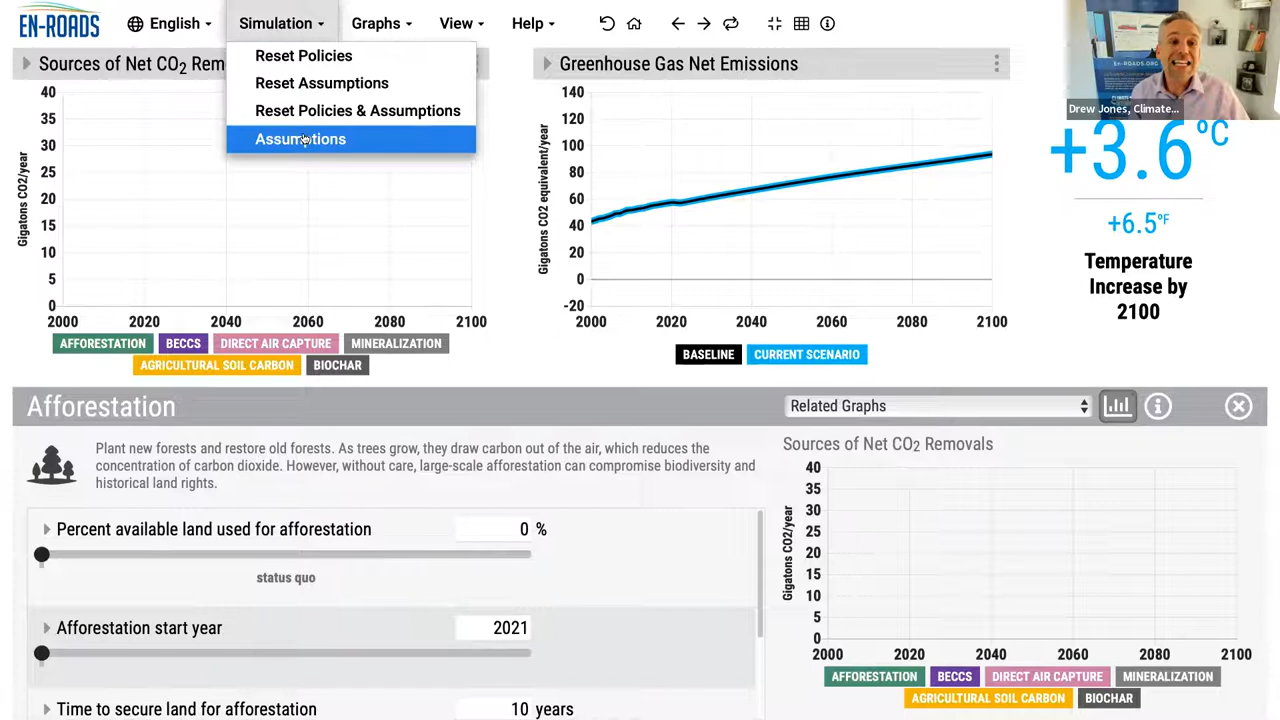 EN-ROADS
English
Simulation
Graphs
View
Help
Reset Policies
Reset Assumptions
Reset Policies & Assumptions
Assumptions
Sources of Net CO2 Rem
Gigatons CO2/year
40
35
30
25
20
15
10
5
0
2000 2020 2040 2060 2080 2100
AFFORESTATION BECCS DIRECT AIR CAPTURE MINERALIZATION
AGRICULTURAL SOIL CARBON BIOCHAR
Greenhouse Gas Net Emissions
Gigatons CO2 equivalent/year
140
120
100
80
60
40
20
0
-20
2000 2020 2040 2060 2080 2100
BASELINE CURRENT SCENARIO
EN-ROADS.ORG
Drew Jones, Climate...
+3.6°C
+6.5°F
Temperature
Increase by
2100
Afforestation
Related Graphs
Plant new forests and restore old forests. As trees grow, they draw carbon out of the air, which reduces the
concentration of carbon dioxide. However, without care, large-scale afforestation can compromise biodiversity and
historical land rights.
Percent available land used for afforestation 0 %
status quo
Afforestation start year 2021
Time to secure land for afforestation 10 years
Sources of Net CO2 Removals
Gigatons CO2/year
40
35
30
25
20
15
10
5
0
2000 2020 2040 2060 2080 2100
AFFORESTATION BECCS DIRECT AIR CAPTURE MINERALIZATION
AGRICULTURAL SOIL CARBON BIOCHAR